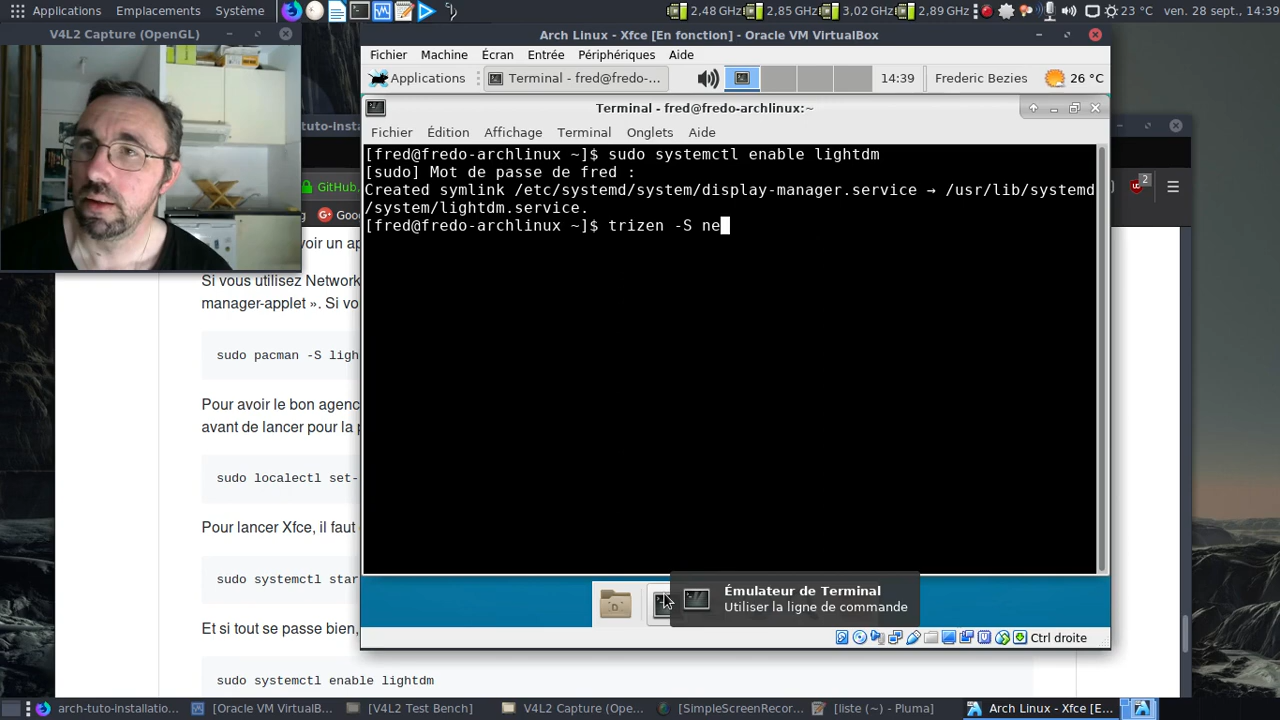 Applications Emplacements Système 2,48 GHz 2,85 GHz 3,02 GHz 2,89 GHz 23 °C ven. 28 sept., 14:39
V4L2 Capture (OpenGL)
Arch Linux - Xfce [En fonction] - Oracle VM VirtualBox
Fichier Machine Écran Entrée Périphériques Aide
Applications Terminal - fred@fredo-... 14:39 Frederic Bezies 26 °C
Terminal - fred@fredo-archlinux:~
Fichier Édition Affichage Terminal Onglets Aide
[fred@fredo-archlinux ~]$ sudo systemctl enable lightdm
[sudo] Mot de passe de fred :
Created symlink /etc/systemd/system/display-manager.service → /usr/lib/systemd
/system/lightdm.service.
[fred@fredo-archlinux ~]$ trizen -S ne
tuto-instal
GitHub,
2
Goo
voir un ap
Si vous utilisez Network
manager-applet ». Si vo
sudo pacman -S ligh
Pour avoir le bon agenc
avant de lancer pour la p
sudo localectl set-
Pour lancer Xfce, il faut
sudo systemctl star
Et si tout se passe bien,
sudo systemctl enable lightdm
Émulateur de Terminal
Utiliser la ligne de commande
Ctrl droite
arch-tuto-installatio... [Oracle VM VirtualB... [V4L2 Test Bench] V4L2 Capture (Ope... [SimpleScreenRecor... [liste (~) - Pluma] Arch Linux - Xfce [E...